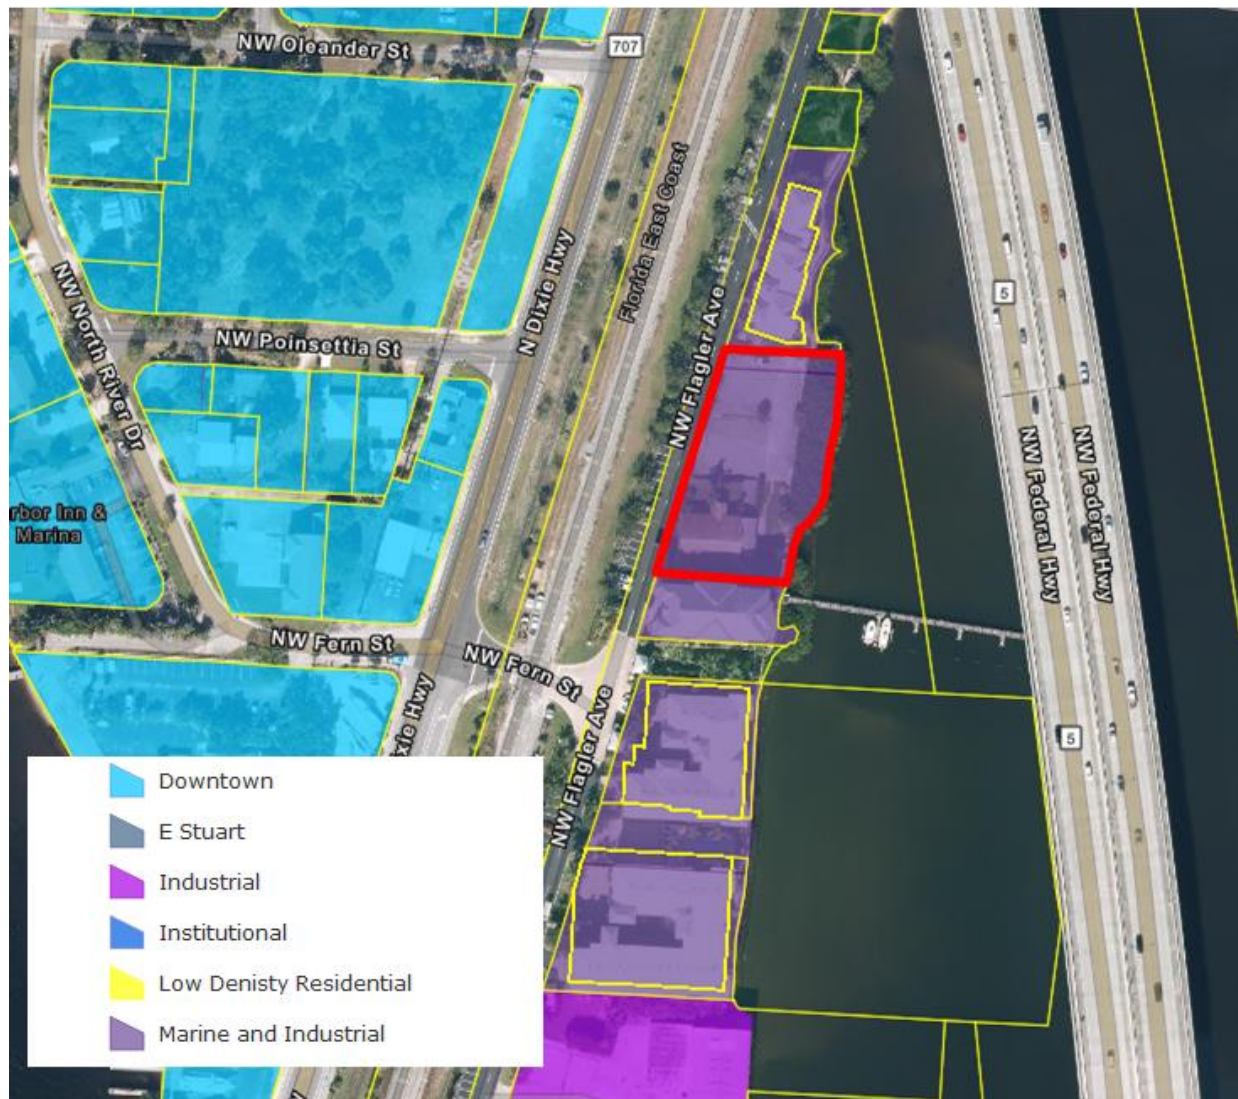 NW Oleander St
707
Florida East Coast
NW North River Dr
N Dixie Hwy
NW Flagler Ave
5
NW Poinsettia St
NW Federal Hwy
NW Federal Hwy
rbor Inn &
Marina
NW Fern St
NW Fern St
xie Hwy
NW Flagler Ave
5
Downtown
E Stuart
Industrial
Institutional
Low Denisty Residential
Marine and Industrial